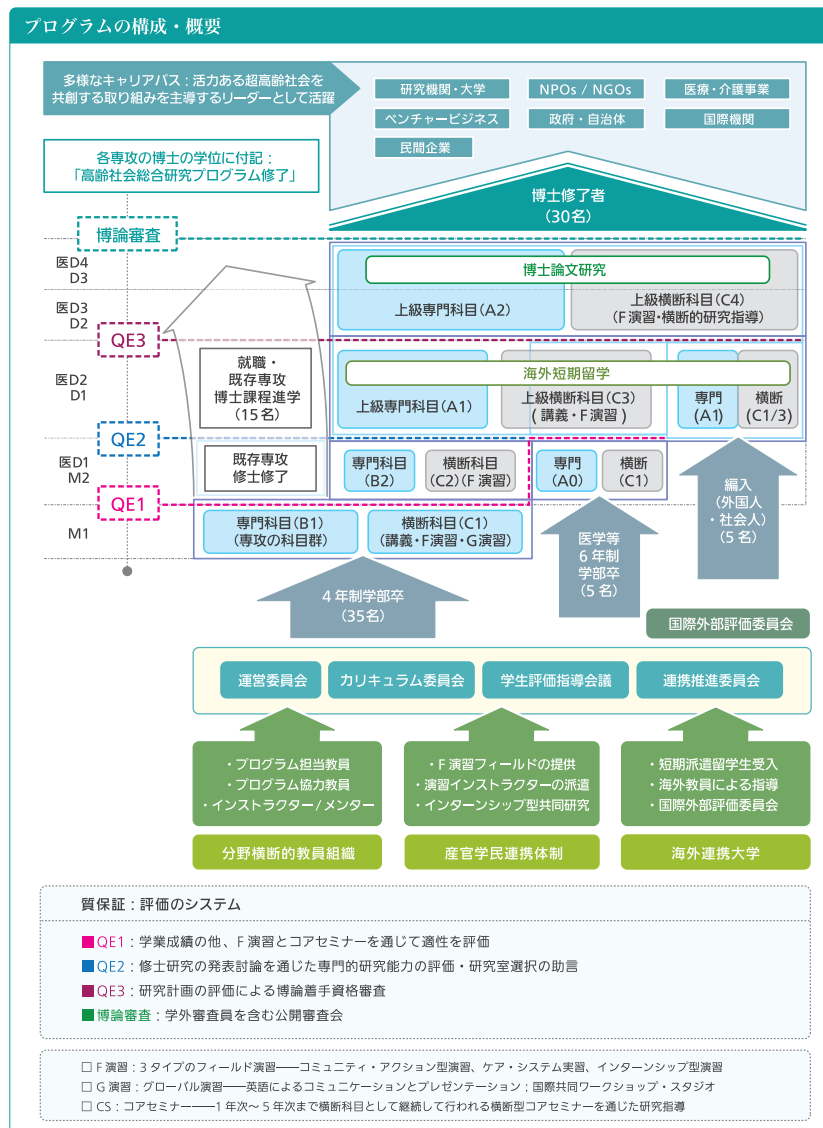 プログラムの構成・概要
多様なキャリアパス：活力ある超高齢社会を
共創する取り組みを主導するリーダーとして活躍
研究機関・大学
NPOs / NGOs
医療・介護事業
ベンチャービジネス
政府・自治体
国際機関
民間企業
各専攻の博士の学位に付記：
「高齢社会総合研究プログラム修了」
博士修了者
（30名）
博論審査
医D4
D3
博士論文研究
上級専門科目（A2）
上級横断科目（C4）
（F演習・横断的研究指導）
医D3
D2
QE3
就職・
既存専攻
博士課程進学
（15名）
海外短期留学
医D2
D1
上級専門科目（A1）
上級横断科目（C3）
( 講義・F演習 )
専門
（A1）
横断
（C1/3）
QE2
医D1
M2
既存専攻
修士修了
専門科目
（B2）
横断科目
（C2）（F 演習）
専門
（A0）
横断
（C1）
編入
（外国人
・社会人）
（5 名）
QE1
M1
専門科目（B1）
（専攻の科目群）
横断科目（C1）
（講義・F演習・G演習）
医学等
6 年制
学部卒
（5 名）
4 年制学部卒
（35名）
国際外部評価委員会
運営委員会
カリキュラム委員会
学生評価指導会議
連携推進委員会
・プログラム担当教員
・プログラム協力教員
・インストラクター / メンター
・F 演習フィールドの提供
・演習インストラクターの派遣
・インターンシップ型共同研究
・短期派遣留学生受入
・海外教員による指導
・国際外部評価委員会
分野横断的教員組織
産官学民連携体制
海外連携大学
質保証：評価のシステム
■QE1：学業成績の他、F 演習とコアセミナーを通じて適性を評価
■QE2：修士研究の発表討論を通じた専門的研究能力の評価・研究室選択の助言
■QE3：研究計画の評価による博論着手資格審査
■博論審査：学外審査員を含む公開審査会
□ F 演習：3 タイプのフィールド演習――コミュニティ・アクション型演習、ケア・システム実習、インターンシップ型演習
□ G 演習：グローバル演習――英語によるコミュニケーションとプレゼンテーション；国際共同ワークショップ・スタジオ
□ CS：コアセミナー――1 年次〜 5 年次まで横断科目として継続して行われる横断型コアセミナーを通じた研究指導